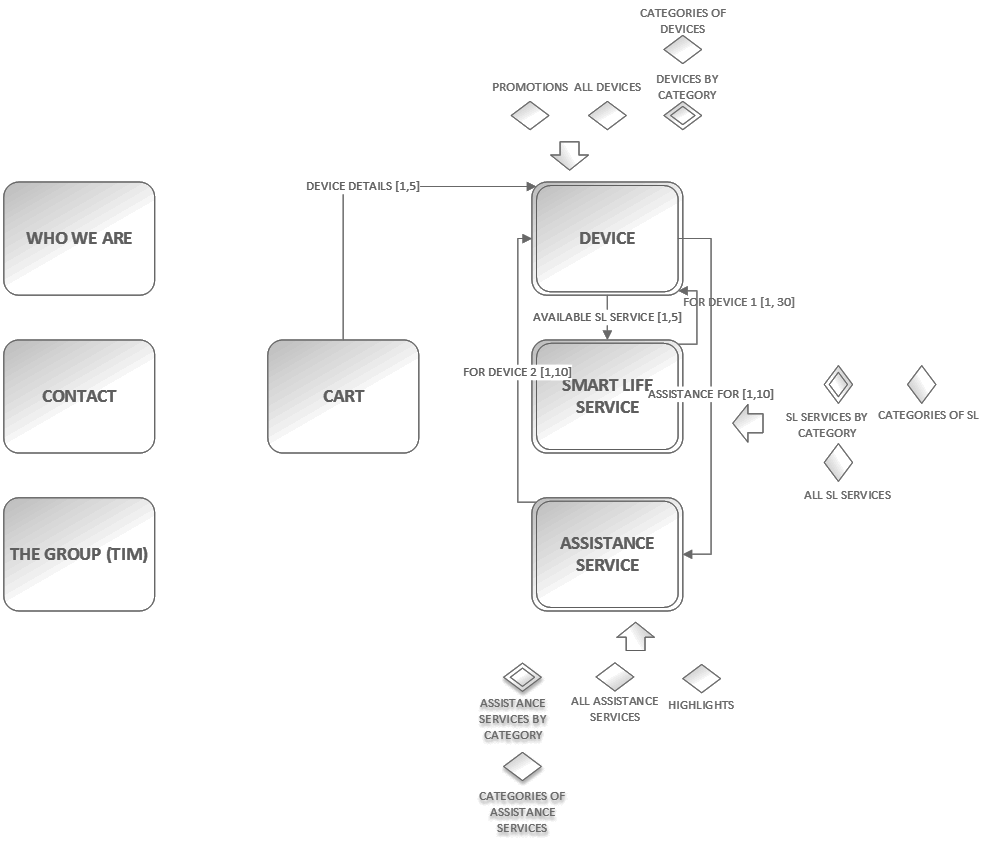 CATEGORIES OF
DEVICES
PROMOTIONS
ALL DEVICES
DEVICES BY
CATEGORY
DEVICE DETAILS [1,5]
WHO WE ARE
DEVICE
FOR DEVICE 1 [1, 30]
AVAILABLE SL SERVICE [1,5]
FOR DEVICE 2 [1,10]
CONTACT
CART
SMART LIFE
SERVICE
ASSISTANCE FOR [1,10]
SL SERVICES BY
CATEGORY
CATEGORIES OF SL
ALL SL SERVICES
THE GROUP (TIM)
ASSISTANCE
SERVICE
ASSISTANCE
SERVICES BY
CATEGORY
ALL ASSISTANCE
SERVICES
HIGHLIGHTS
CATEGORIES OF
ASSISTANCE
SERVICES